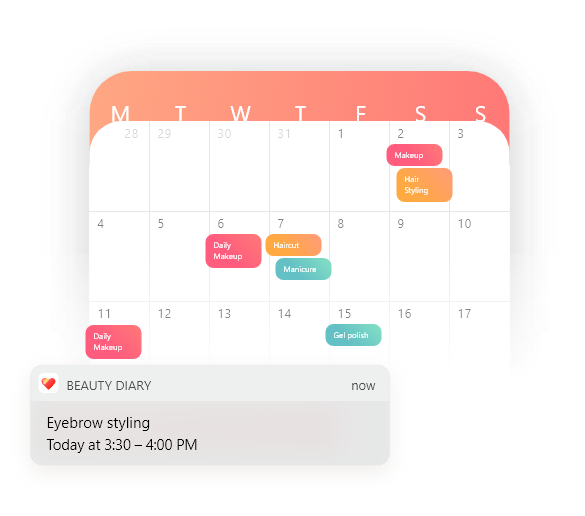 M T W T F S S
28 29 30 31 1 2 3
Makeup
Hair
Styling
4 5 6 7 8 9 10
Daily
Makeup
Haircut
Manicure
11 12 13 14 15 16 17
Daily
Makeup
Gel polish
BEAUTY DIARY now
Eyebrow styling
Today at 3:30 – 4:00 PM